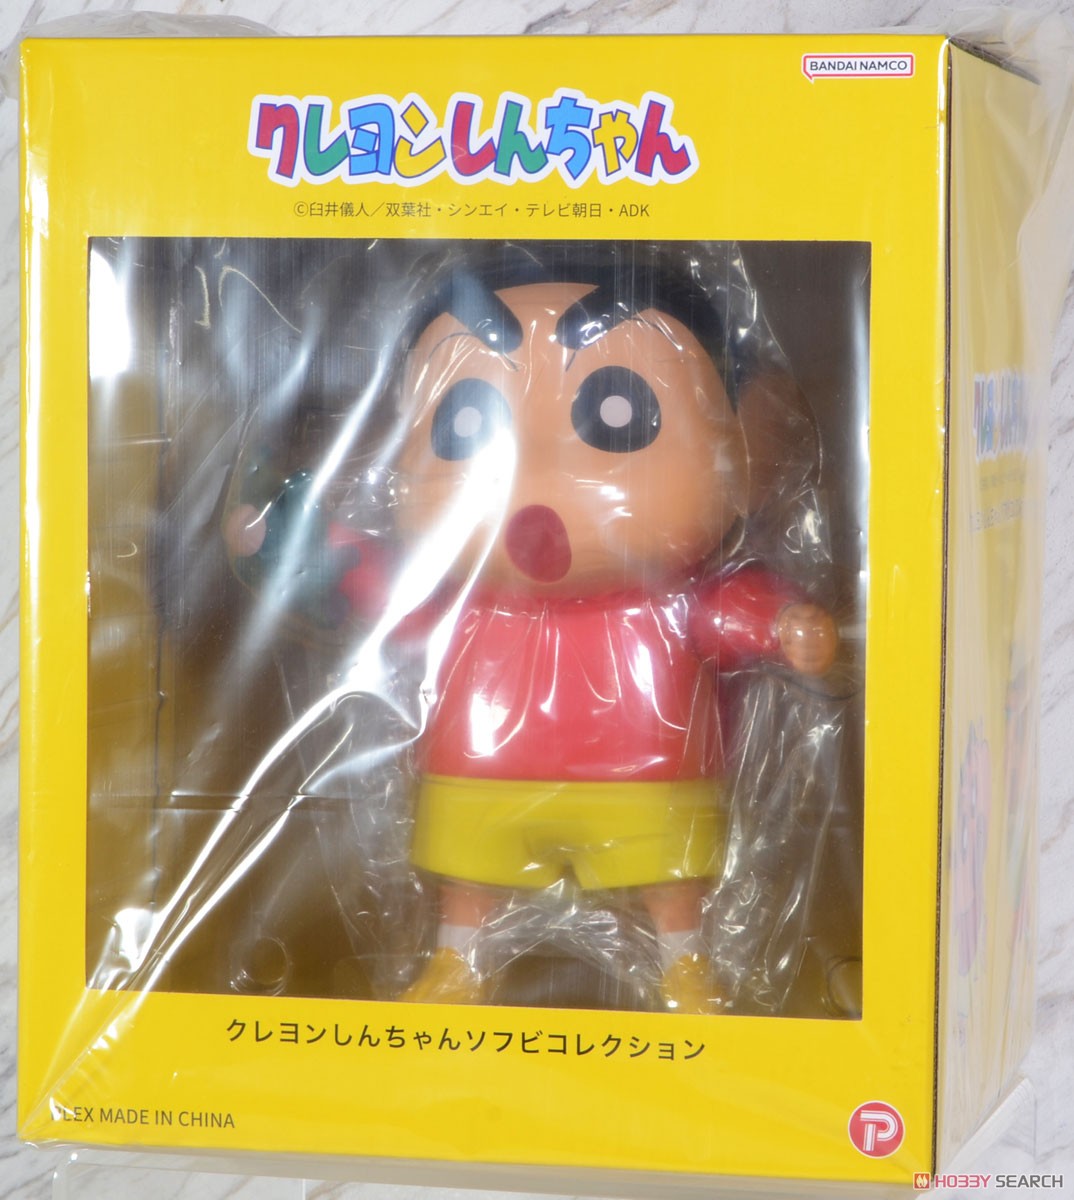 BANDAI NAMCO
クレヨンしんちゃん
©臼井儀人／双葉社・シンエイ・テレビ朝日・ADK
クレヨンしんちゃんソフビコレクション
PLEX MADE IN CHINA
P
HOBBY SEARCH